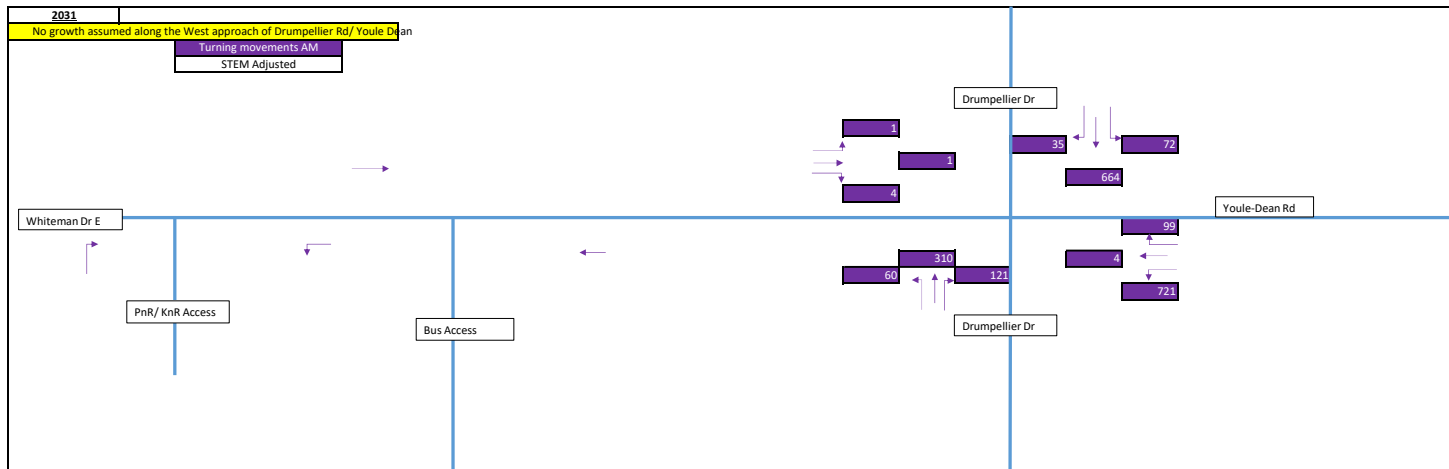 2031
No growth assumed along the West approach of Drumpellier Rd/ Youle Dean
Turning movements AM
STEM Adjusted
Drumpellier Dr
1
35
72
1
664
4
Whiteman Dr E
Youle-Dean Rd
99
310
4
60
121
721
PnR/ KnR Access
Bus Access
Drumpellier Dr